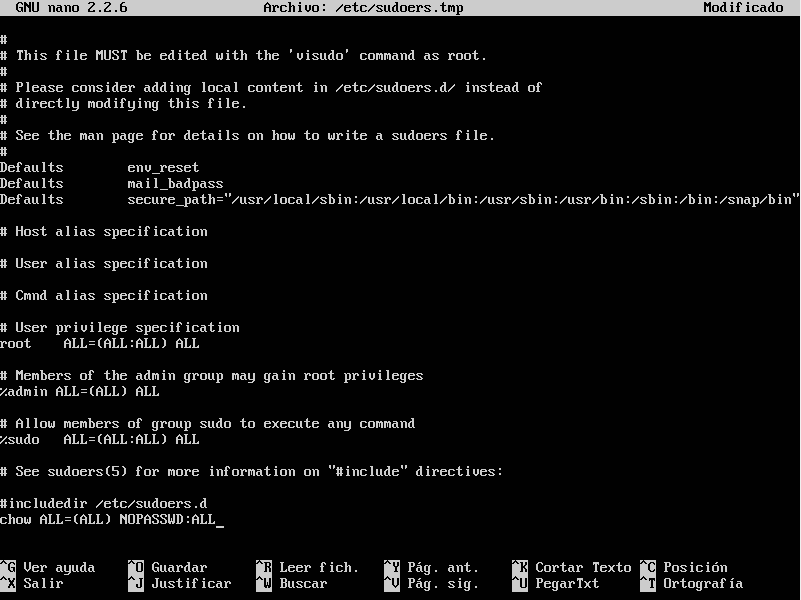 GNU nano 2.2.6 Archivo: /etc/sudoers.tmp Modificado
#
# This file MUST be edited with the 'visudo' command as root.
#
# Please consider adding local content in /etc/sudoers.d/ instead of
# directly modifying this file.
#
# See the man page for details on how to write a sudoers file.
#
Defaults env_reset
Defaults mail_badpass
Defaults secure_path="/usr/local/sbin:/usr/local/bin:/usr/sbin:/usr/bin:/sbin:/bin:/snap/bin"
# Host alias specification
# User alias specification
# Cmnd alias specification
# User privilege specification
root ALL=(ALL:ALL) ALL
# Members of the admin group may gain root privileges
%admin ALL=(ALL) ALL
# Allow members of group sudo to execute any command
%sudo ALL=(ALL:ALL) ALL
# See sudoers(5) for more information on "#include" directives:
#includedir /etc/sudoers.d
chow ALL=(ALL) NOPASSWD:ALL_
^G Ver ayuda ^O Guardar ^R Leer fich. ^Y Pág. ant. ^K Cortar Texto ^C Posición
^X Salir ^J Justificar ^W Buscar ^V Pág. sig. ^U PegarTxt ^T Ortografía